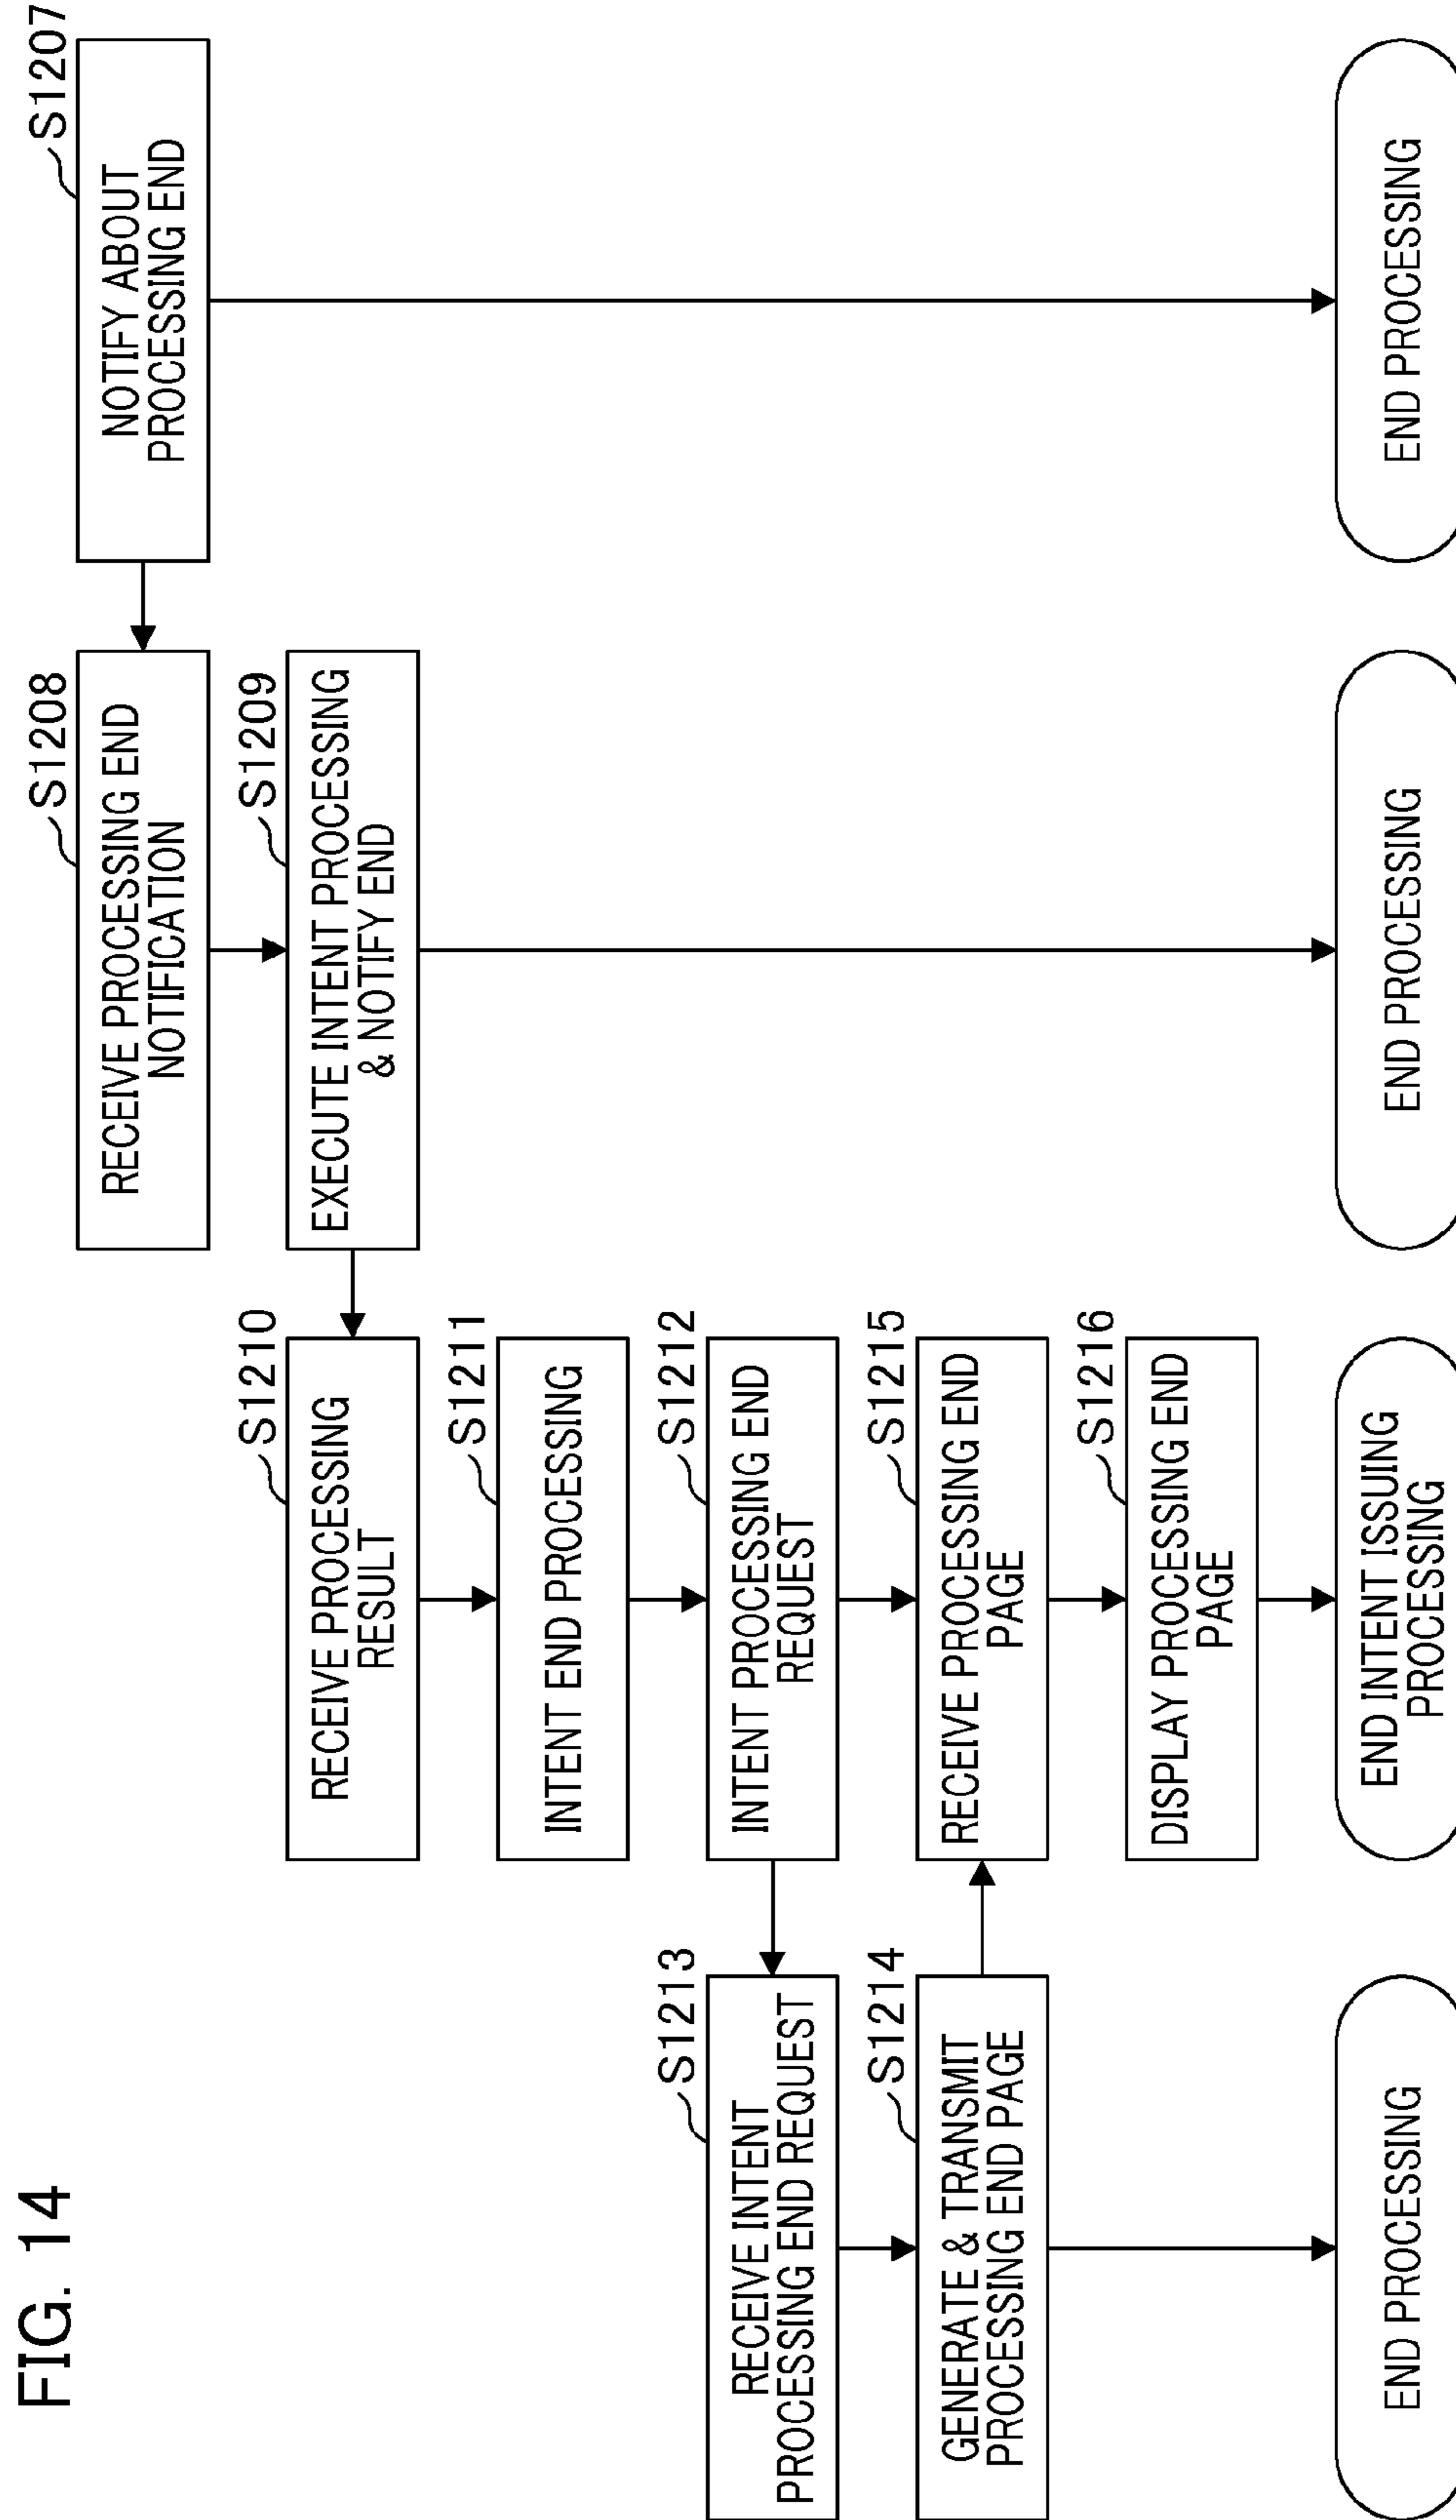 FIG. 14
S1207
NOTIFY ABOUT
PROCESSING END
S1208
RECEIVE PROCESSING END
NOTIFICATION
S1209
EXECUTE INTENT PROCESSING
& NOTIFY END
S1210
RECEIVE PROCESSING
RESULT
S1211
INTENT END PROCESSING
S1212
INTENT PROCESSING END
REQUEST
S1213
RECEIVE INTENT
PROCESSING END REQUEST
S1214
GENERATE & TRANSMIT
PROCESSING END PAGE
S1215
RECEIVE PROCESSING END
PAGE
S1216
DISPLAY PROCESSING END
PAGE
END PROCESSING
END INTENT ISSUING
PROCESSING
END PROCESSING
END PROCESSING